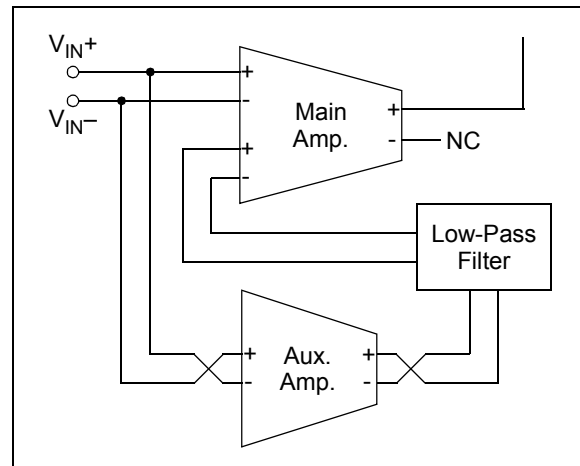 V_IN+
V_IN–
+
-
Main
Amp.
+
-
+
-
NC
Low-Pass
Filter
+
-
Aux.
Amp.
+
-